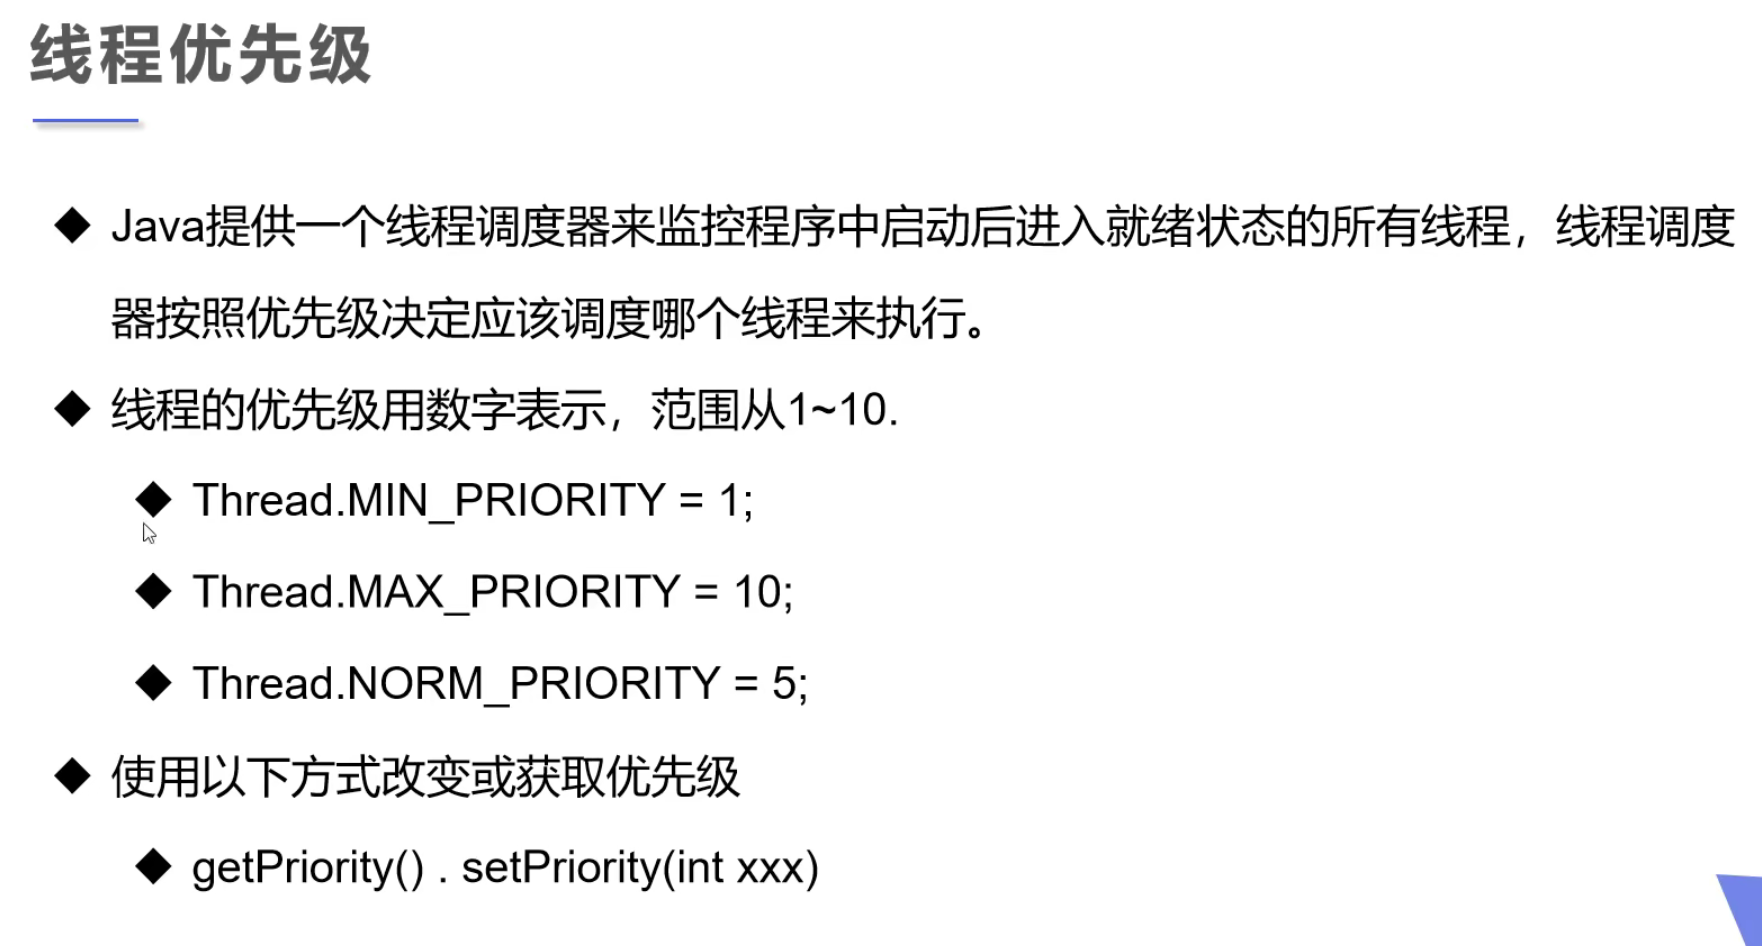 线程优先级
◆ Java提供一个线程调度器来监控程序中启动后进入就绪状态的所有线程，线程调度
器按照优先级决定应该调度哪个线程来执行。
◆ 线程的优先级用数字表示，范围从1~10.
◆ Thread.MIN_PRIORITY = 1;
◆ Thread.MAX_PRIORITY = 10;
◆ Thread.NORM_PRIORITY = 5;
◆ 使用以下方式改变或获取优先级
◆ getPriority() . setPriority(int xxx)